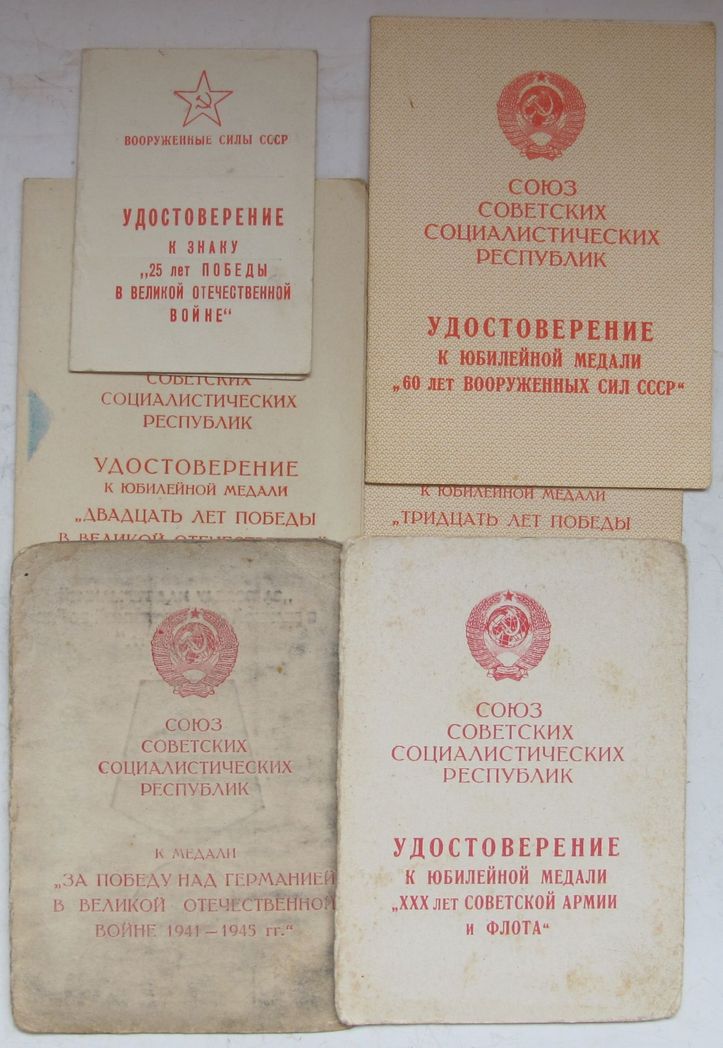 ВООРУЖЕННЫЕ СИЛЫ СССР
УДОСТОВЕРЕНИЕ
К ЗНАКУ
„25 лет ПОБЕДЫ
В ВЕЛИКОЙ ОТЕЧЕСТВЕННОЙ
ВОЙНЕ“
СОЮЗ
СОВЕТСКИХ
СОЦИАЛИСТИЧЕСКИХ
РЕСПУБЛИК
УДОСТОВЕРЕНИЕ
К ЮБИЛЕЙНОЙ МЕДАЛИ
„60 ЛЕТ ВООРУЖЕННЫХ СИЛ СССР“
СОВЕТСКИХ
СОЦИАЛИСТИЧЕСКИХ
РЕСПУБЛИК
УДОСТОВЕРЕНИЕ
К ЮБИЛЕЙНОЙ МЕДАЛИ
„ДВАДЦАТЬ ЛЕТ ПОБЕДЫ
В ВЕЛИКОЙ
К ЮБИЛЕЙНОЙ МЕДАЛИ
„ТРИДЦАТЬ ЛЕТ ПОБЕДЫ
СОЮЗ
СОВЕТСКИХ
СОЦИАЛИСТИЧЕСКИХ
РЕСПУБЛИК
К МЕДАЛИ
„ЗА ПОБЕДУ НАД ГЕРМАНИЕЙ
В ВЕЛИКОЙ ОТЕЧЕСТВЕННОЙ
ВОЙНЕ 1941—1945 гг.“
СОЮЗ
СОВЕТСКИХ
СОЦИАЛИСТИЧЕСКИХ
РЕСПУБЛИК
УДОСТОВЕРЕНИЕ
К ЮБИЛЕЙНОЙ МЕДАЛИ
„XXX лет СОВЕТСКОЙ АРМИИ
И ФЛОТА“